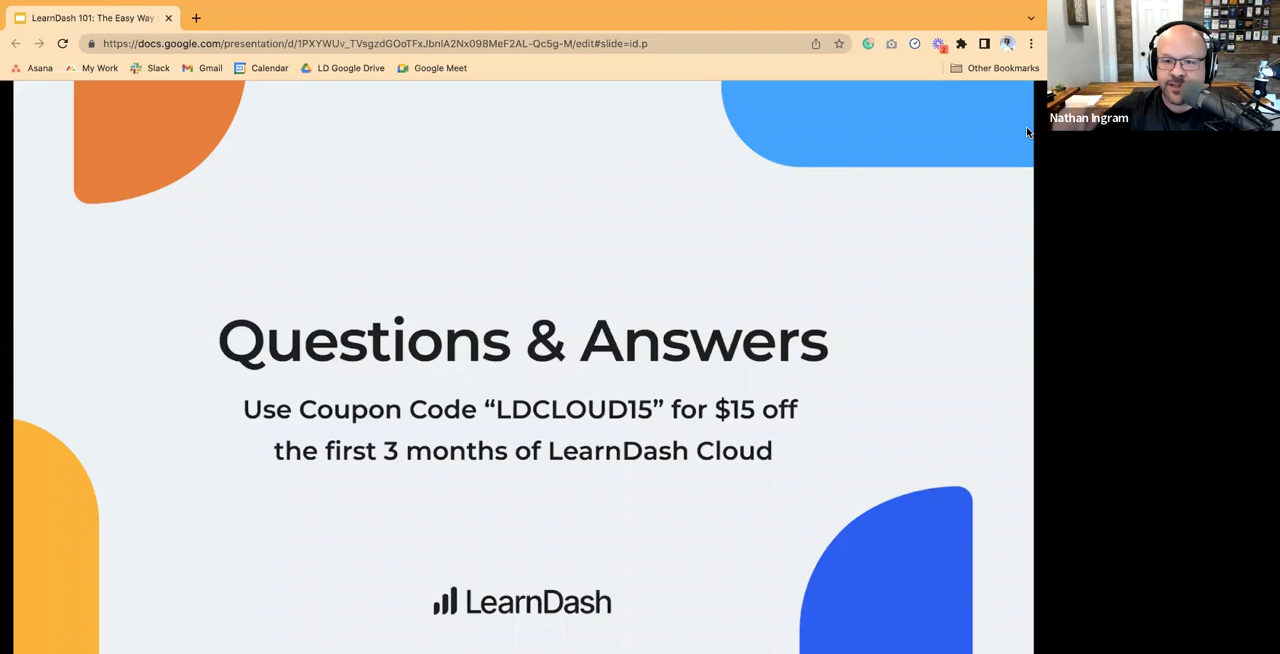 LearnDash 101: The Easy Way
https://docs.google.com/presentation/d/1PXYWUv_TVsgzdGOoTFxJbnIA2Nx098MeF2AL-Qc5g-M/edit#slide=id.p
Asana
My Work
Slack
Gmail
Calendar
LD Google Drive
Google Meet
Other Bookmarks
Nathan Ingram
Questions & Answers
Use Coupon Code “LDCLOUD15” for $15 off
the first 3 months of LearnDash Cloud
LearnDash